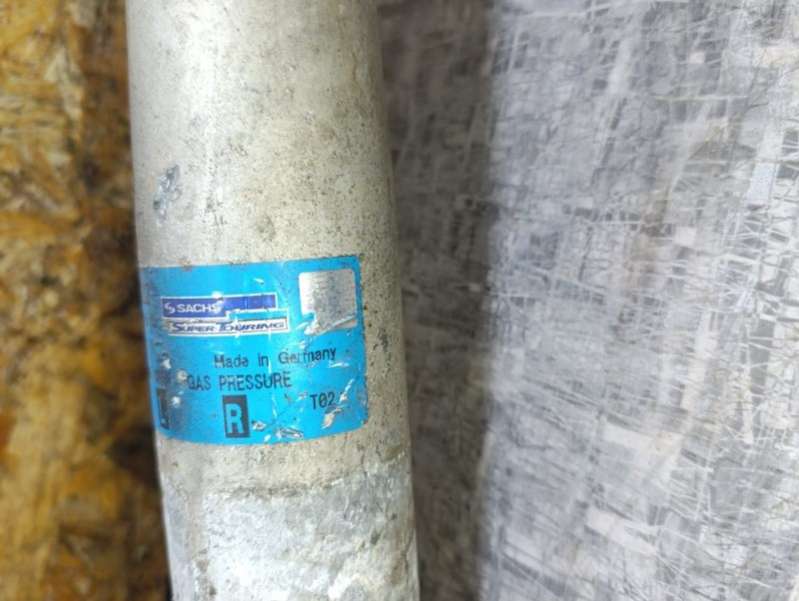 SACHS
SUPER TOURING
Made in Germany
GAS PRESSURE
L R T02